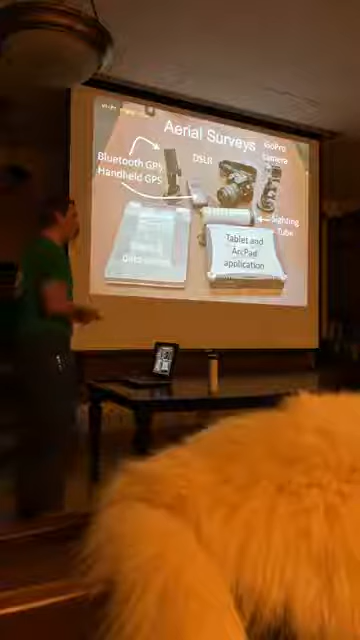 Aerial Surveys
GoPro
Camera
Bluetooth GPS
DSLR
Handheld GPS
Sighting
Tube
Tablet and
ArcPad
application